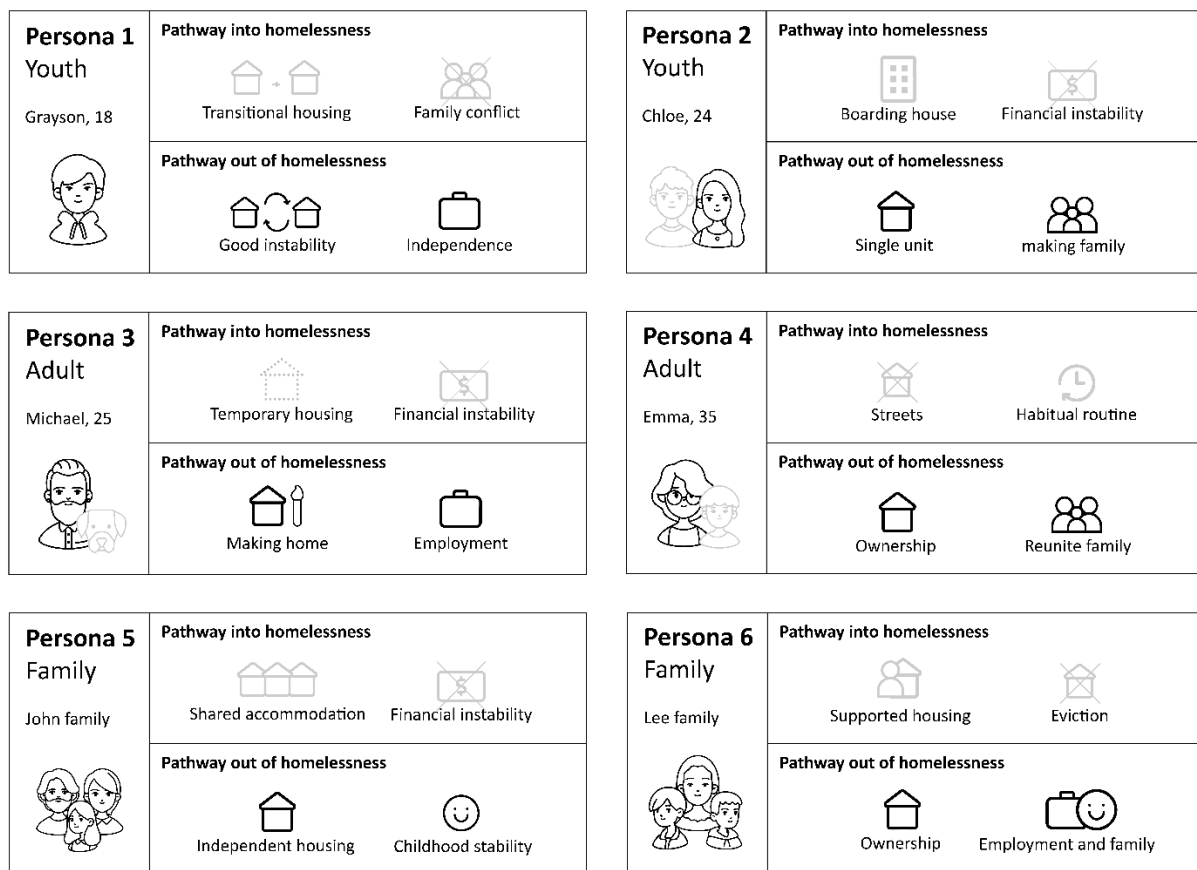 Persona 1
Youth
Grayson, 18
Pathway into homelessness
Transitional housing
Family conflict
Pathway out of homelessness
Good instability
Independence
Persona 2
Youth
Chloe, 24
Pathway into homelessness
Boarding house
$
Financial instability
Pathway out of homelessness
Single unit
making family
Persona 3
Adult
Michael, 25
Pathway into homelessness
Temporary housing
$
Financial instability
Pathway out of homelessness
Making home
Employment
Persona 4
Adult
Emma, 35
Pathway into homelessness
Streets
Habitual routine
Pathway out of homelessness
Ownership
Reunite family
Persona 5
Family
John family
Pathway into homelessness
Shared accommodation
$
Financial instability
Pathway out of homelessness
Independent housing
Childhood stability
Persona 6
Family
Lee family
Pathway into homelessness
Supported housing
Eviction
Pathway out of homelessness
Ownership
Employment and family